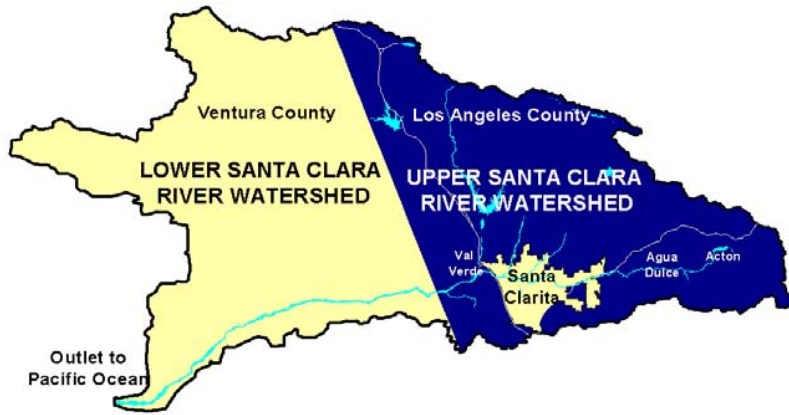 Ventura County
Los Angeles County
LOWER SANTA CLARA
RIVER WATERSHED
UPPER SANTA CLARA
RIVER WATERSHED
Val
Verde
Santa
Clarita
Agua
Dulce
Acton
Outlet to
Pacific Ocean